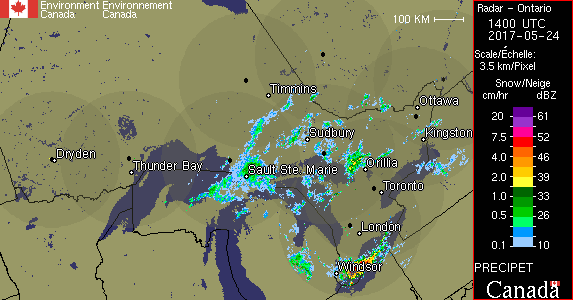 Environment Environnement
Canada Canada
100 KM
Timmins
Ottawa
Sudbury
Kingston
Dryden
Thunder Bay
Sault Ste. Marie
Orillia
Toronto
London
Windsor
Radar - Ontario
1400 UTC
2017-05-24
Scale/Échelle:
3.5 km/Pixel
Snow/Neige
cm/hr dBZ
20 61
7.5 52
4.0 46
2.0 39
1.0 33
0.5 26
0.1 10
PRECIPET
Canada